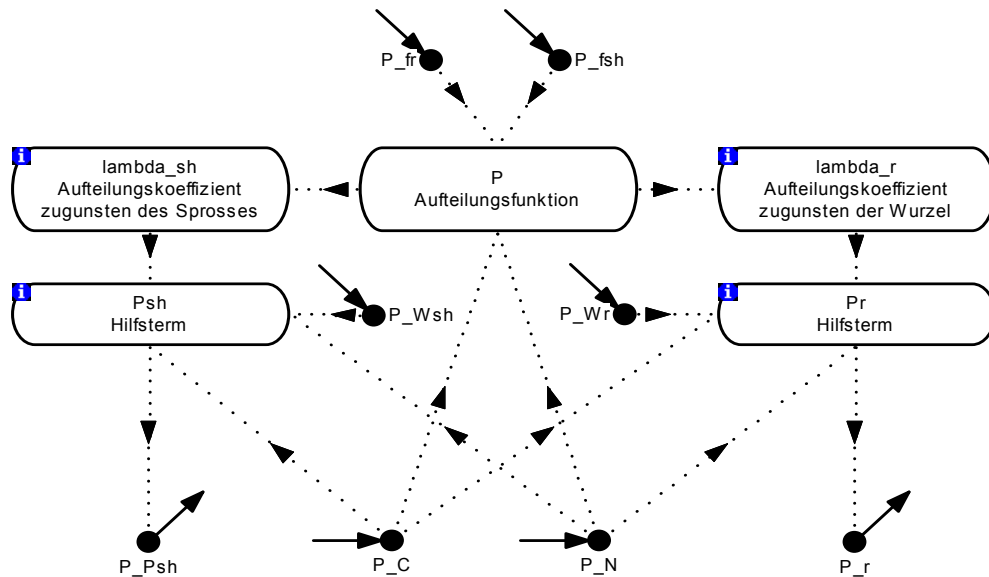 P_fr
P_fsh
i
lambda_sh
Aufteilungskoeffizient
zugunsten des Sprosses
P
Aufteilungsfunktion
i
lambda_r
Aufteilungskoeffizient
zugunsten der Wurzel
i
Psh
Hilfsterm
P_Wsh
P_Wr
i
Pr
Hilfsterm
P_Psh
P_C
P_N
P_r